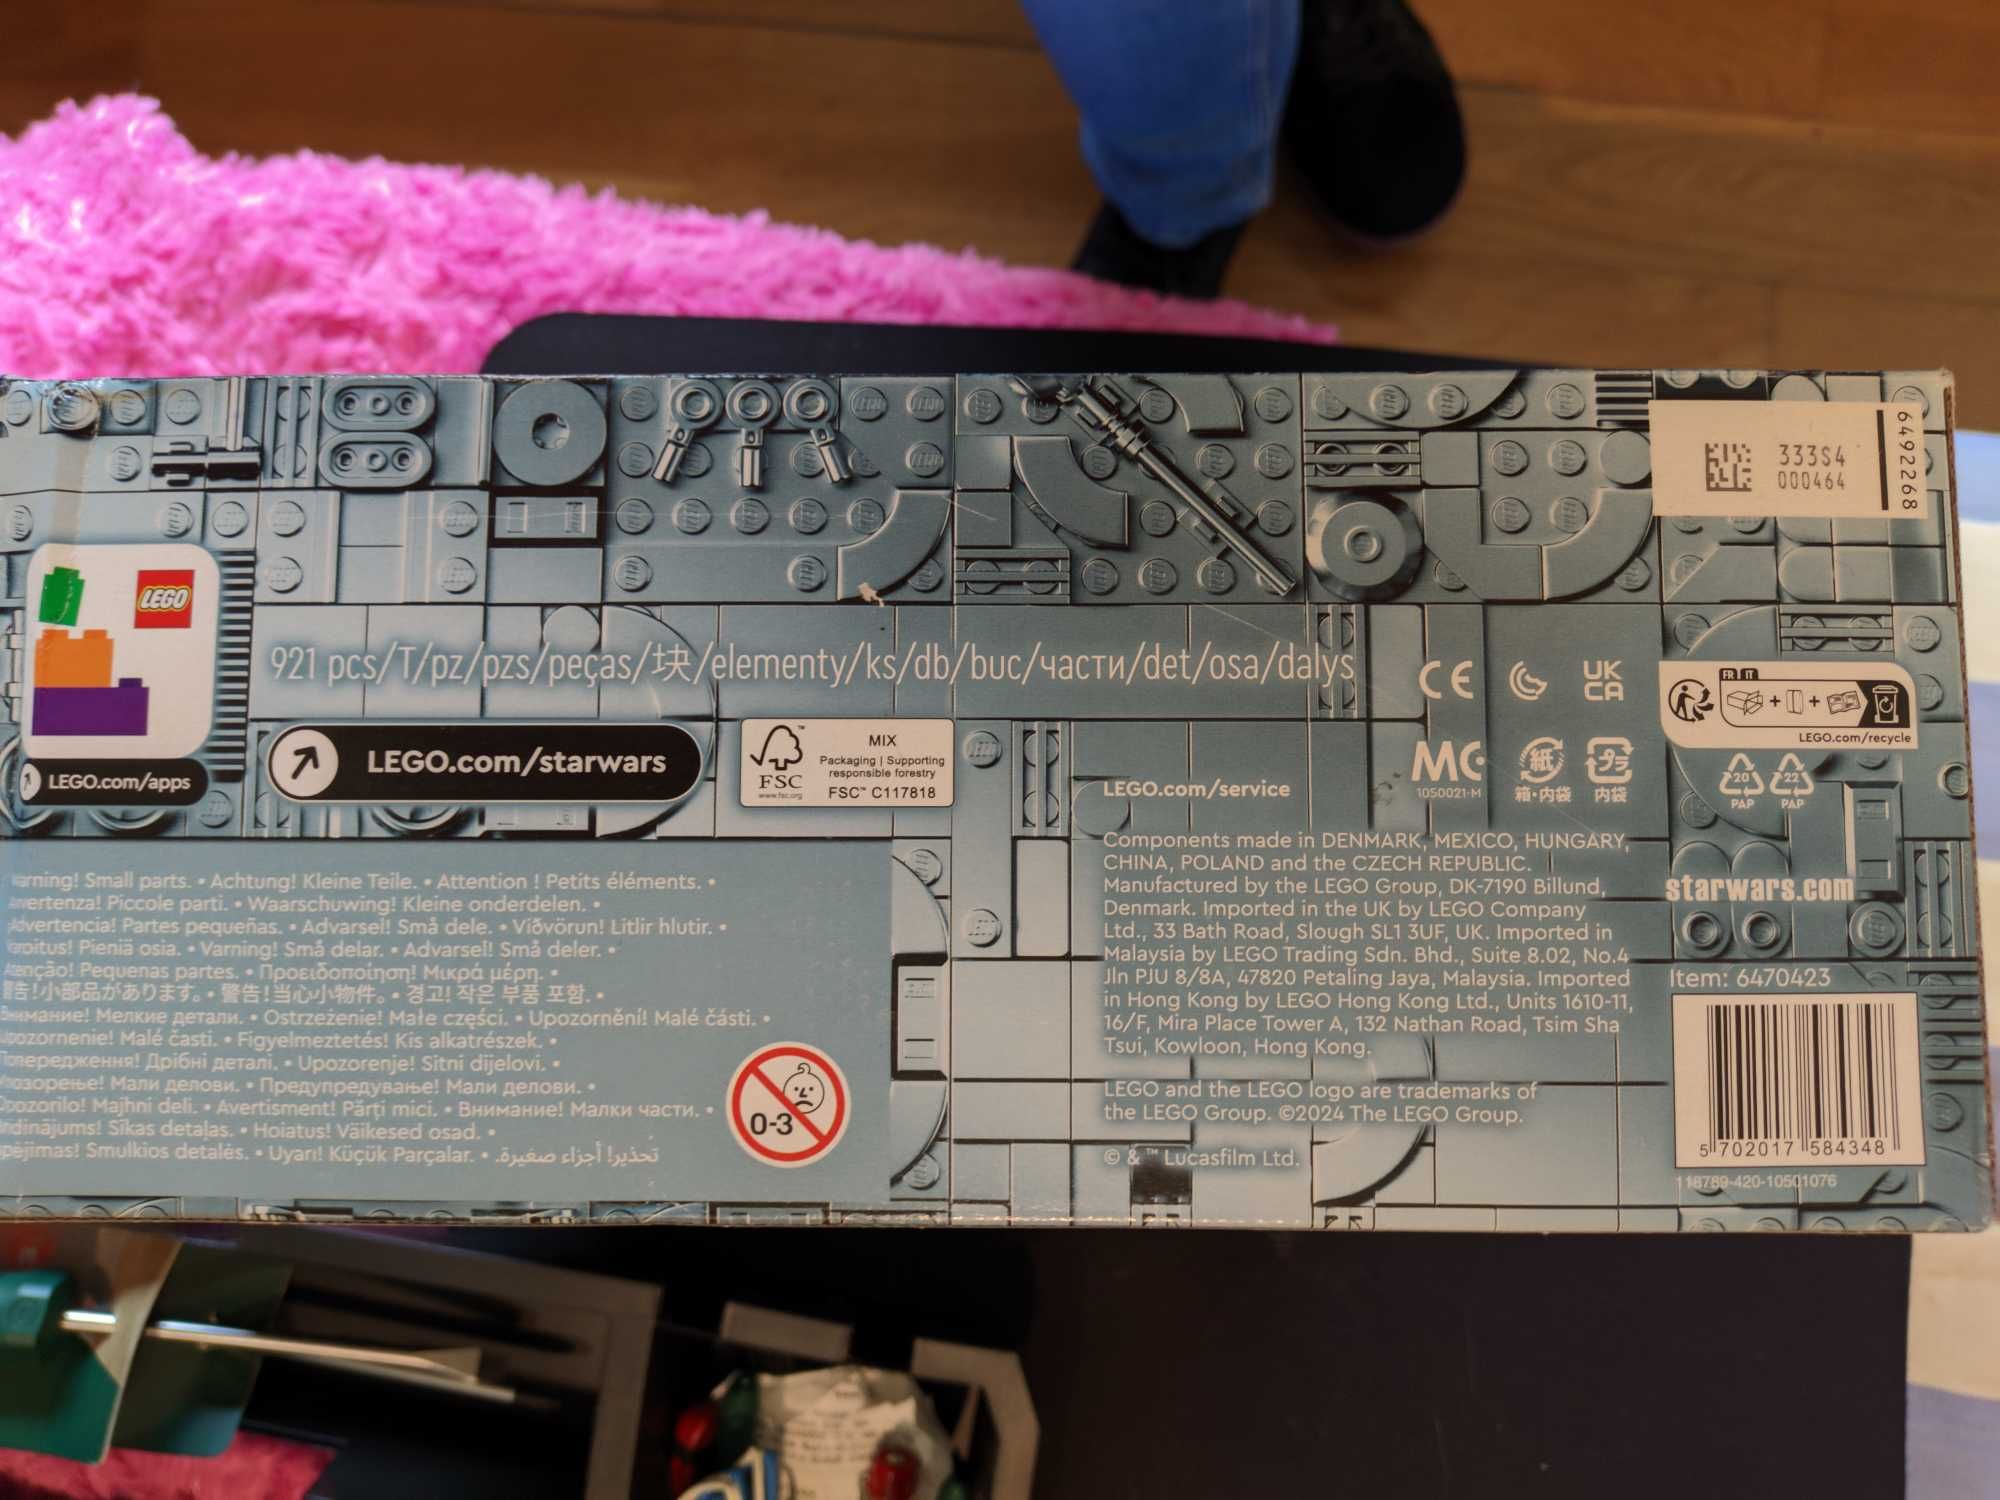 6492268
333S4
000464
LEGO
921 pcs/T/pz/pzs/peças/块/elementy/ks/db/buc/части/det/osa/dalys
CE
UK
CA
FR IT
LEGO.com/recycle
LEGO.com/apps
LEGO.com/starwars
FSC
www.fsc.org
MIX
Packaging | Supporting
responsible forestry
FSC™ C117818
1050021-M
箱・内袋
内袋
20
PAP
22
PAP
LEGO.com/service
Small parts. • Achtung! Kleine Teile. • Attention ! Petits éléments. •
Piccole parti. • Waarschuwing! Kleine onderdelen. •
Advertencia! Partes pequeñas. • Advarsel! Små dele. • Viðvörun! Litlir hlutir. •
Pieniä osia. • Varning! Små delar. • Advarsel! Små deler. •
Pequenas partes. • Προειδοποίηση! Μικρά μέρη. •
小部品があります。 • 警告！当心小物件。 • 경고! 작은 부품 포함. •
Мелкие детали. • Ostrzeżenie! Małe części. • Upozornění! Malé části. •
Malé časti. • Figyelmeztetés! Kis alkatrészek. •
Дрібні деталі. • Upozorenje! Sitni dijelovi. •
Мали делови. • Предупредување! Мали делови. •
Majhni deli. • Avertisment! Părți mici. • Внимание! Малки части. •
Sīkas detaļas. • Hoiatus! Väikesed osad. •
Smulkios detalės. • Uyarı! Küçük Parçalar. • تحذير! أجزاء صغيرة.
0-3
Components made in DENMARK, MEXICO, HUNGARY,
CHINA, POLAND and the CZECH REPUBLIC.
Manufactured by the LEGO Group, DK-7190 Billund,
Denmark. Imported in the UK by LEGO Company
Ltd., 33 Bath Road, Slough SL1 3UF, UK. Imported in
Malaysia by LEGO Trading Sdn. Bhd., Suite 8.02, No.4
Jln PJU 8/8A, 47820 Petaling Jaya, Malaysia. Imported
in Hong Kong by LEGO Hong Kong Ltd., Units 1610-11,
16/F, Mira Place Tower A, 132 Nathan Road, Tsim Sha
Tsui, Kowloon, Hong Kong.
LEGO and the LEGO logo are trademarks of
the LEGO Group. ©2024 The LEGO Group.
© & ™ Lucasfilm Ltd.
starwars.com
Item: 6470423
5 702017 584348
118789-420-10501076